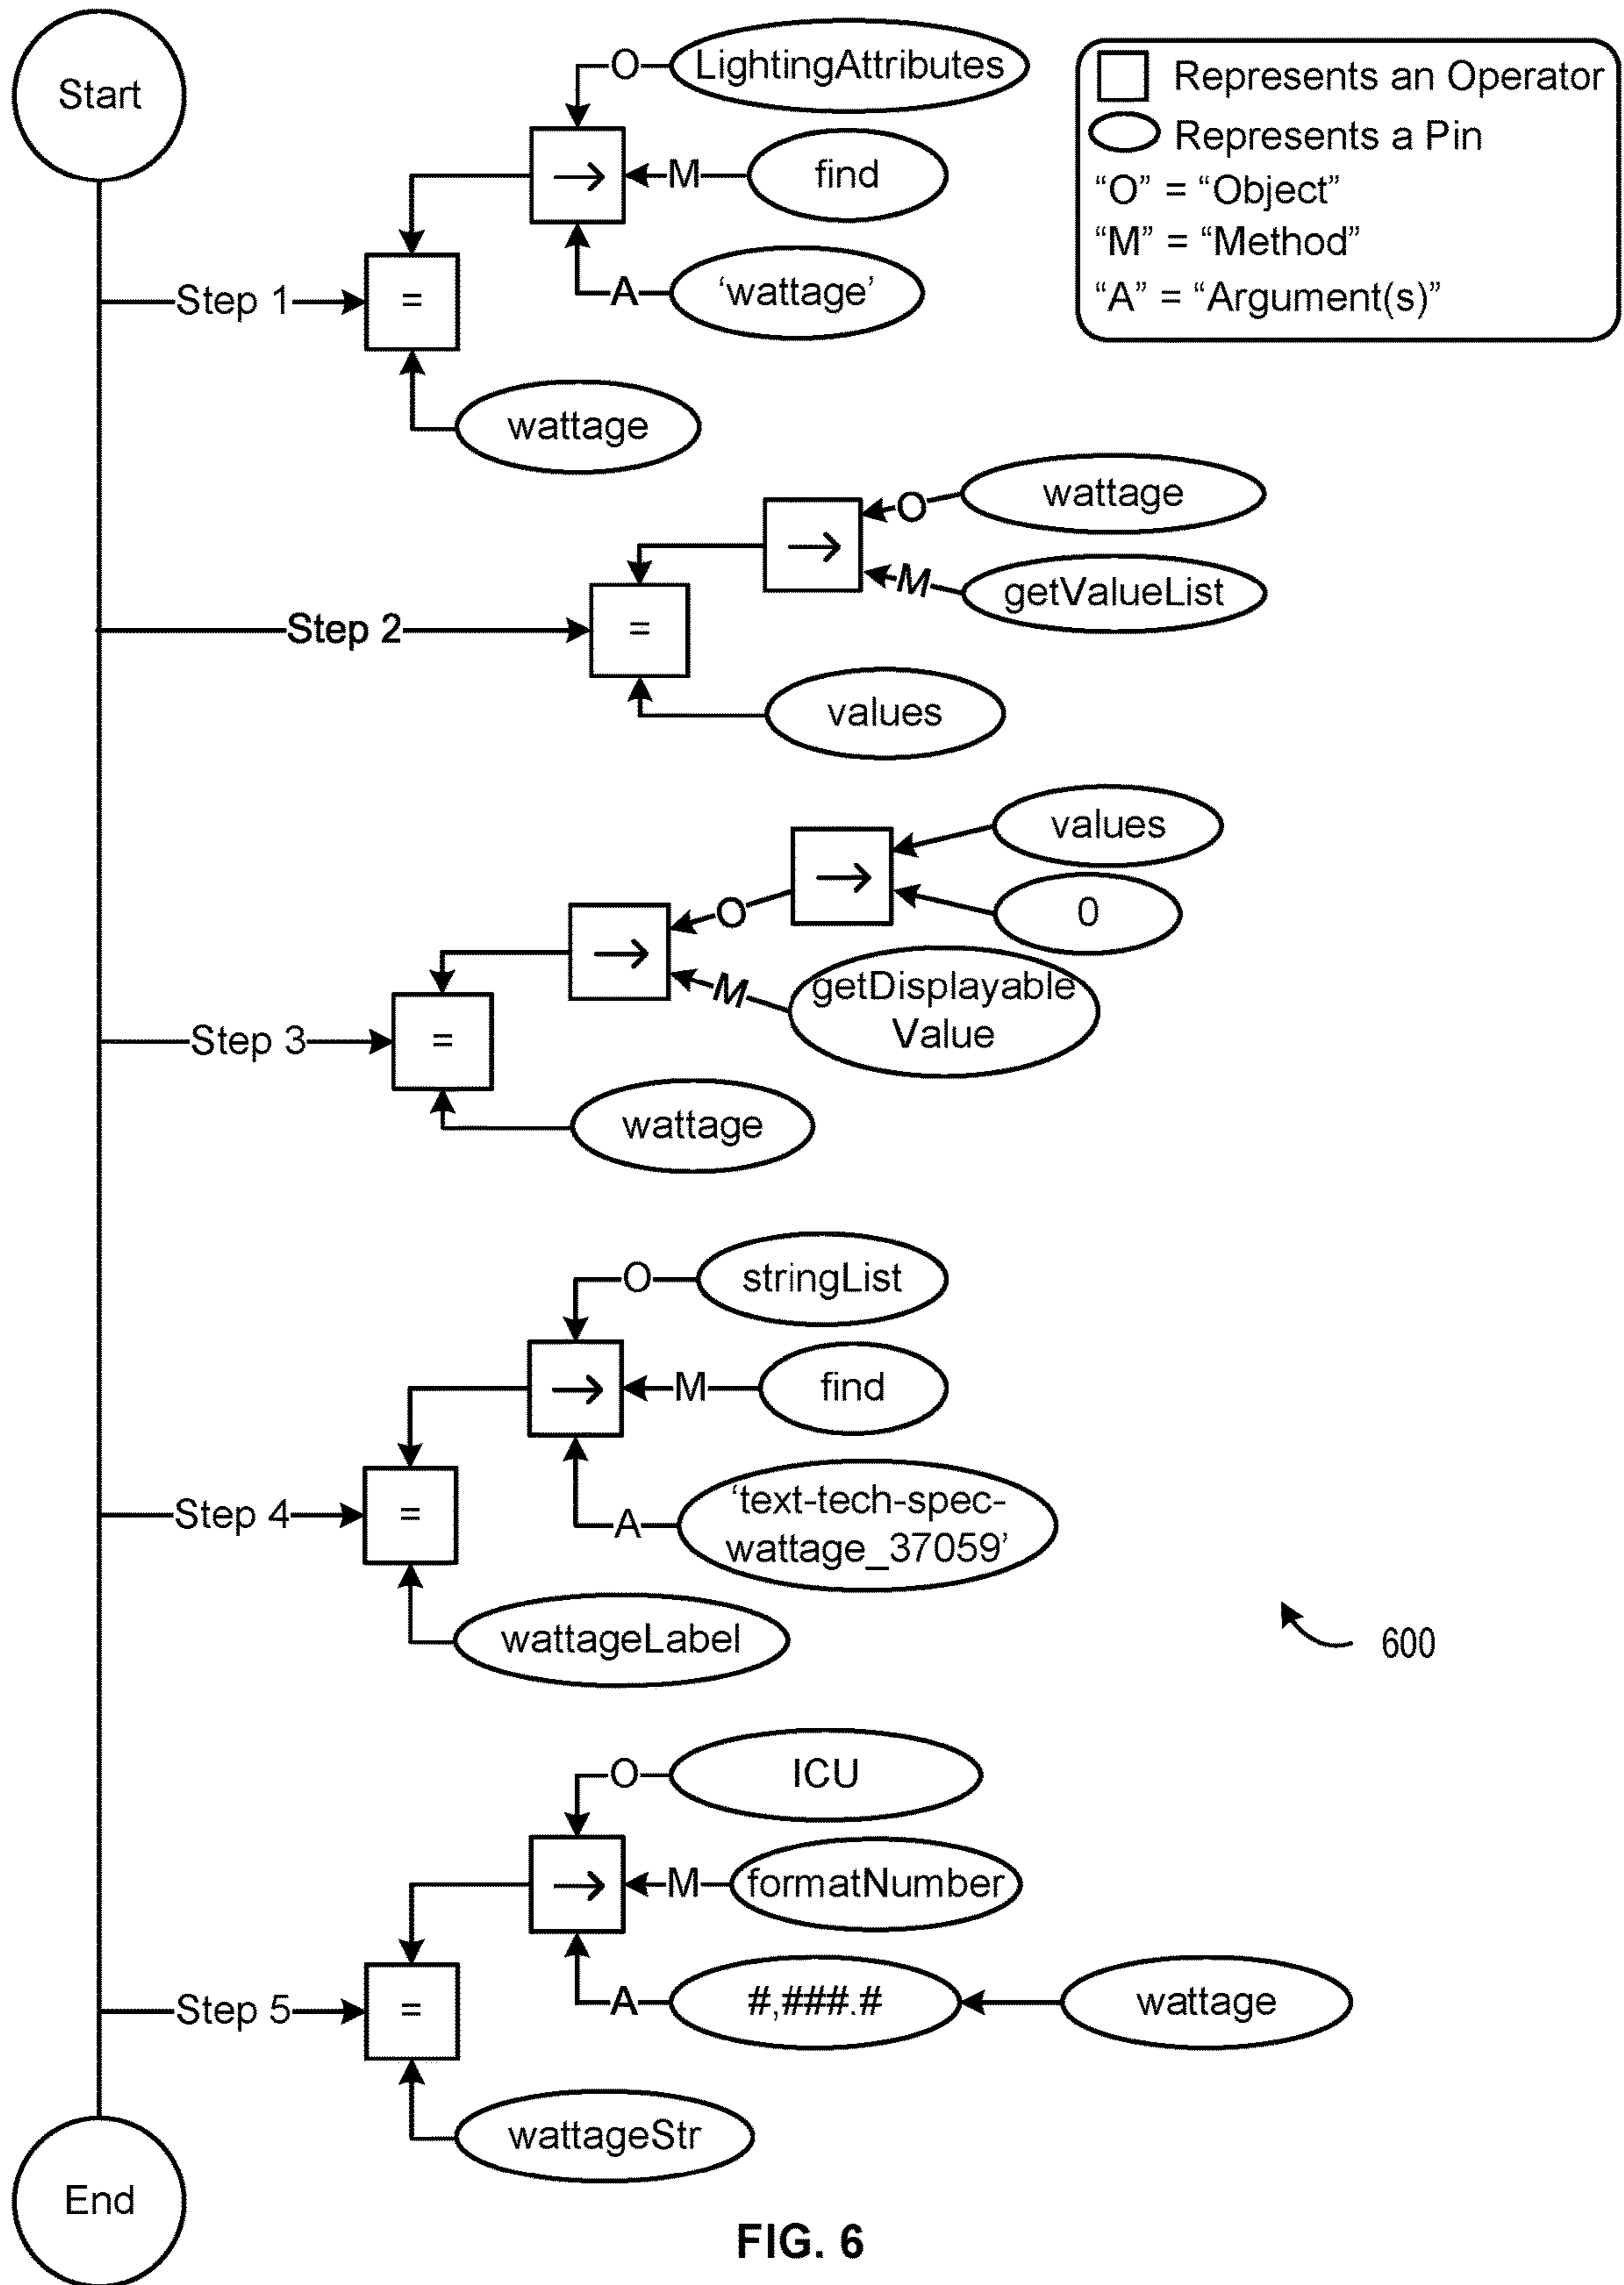 Start
O
LightingAttributes
→
M
find
A
‘wattage’
Step 1
=
wattage
Represents an Operator
Represents a Pin
“O” = “Object”
“M” = “Method”
“A” = “Argument(s)”
O
wattage
→
M
getValueList
Step 2
=
values
values
→
0
O
→
M
getDisplayable
Value
Step 3
=
wattage
O
stringList
→
M
find
A
‘text-tech-spec-
wattage_37059’
Step 4
=
wattageLabel
600
O
ICU
→
M
formatNumber
A
#,###.#
wattage
Step 5
=
wattageStr
End
FIG. 6